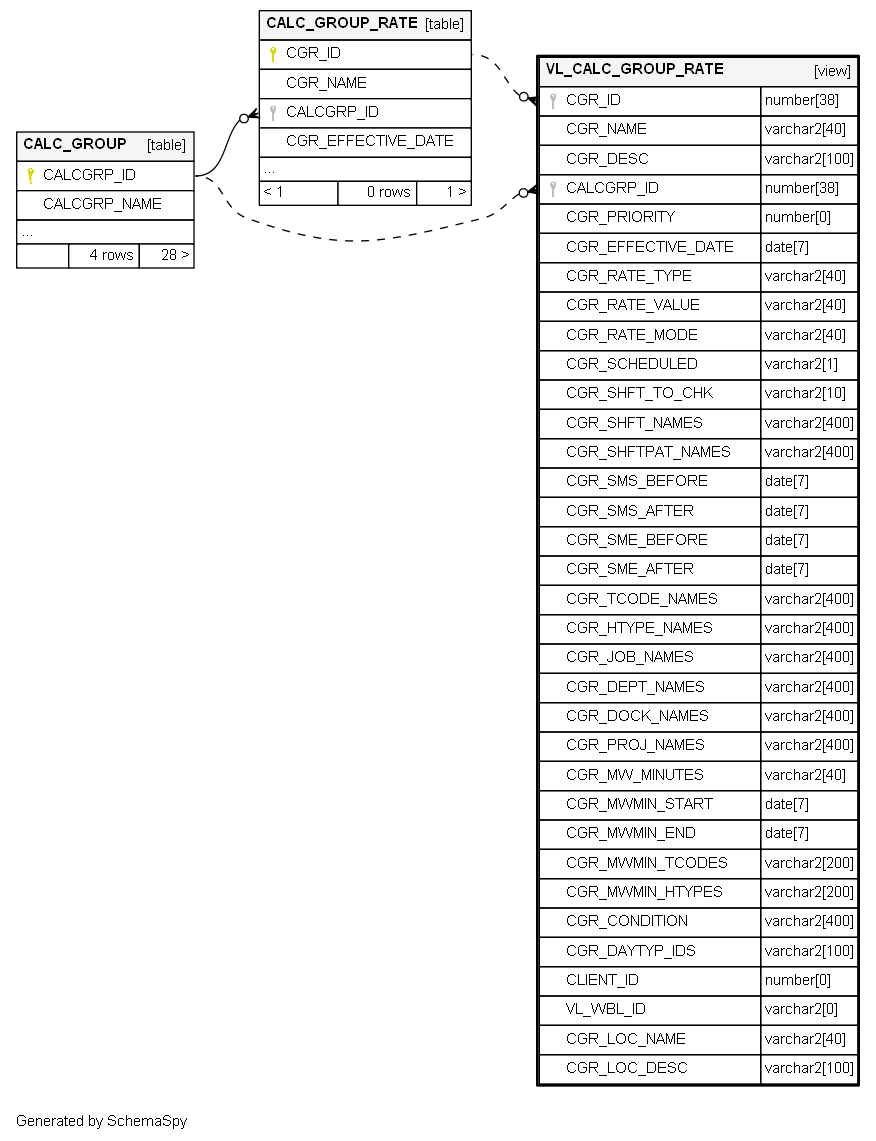 CALC_GROUP_RATE [table]
CGR_ID
CGR_NAME
CALCGRP_ID
CGR_EFFECTIVE_DATE
...
< 1 0 rows 1 >
CALC_GROUP [table]
CALCGRP_ID
CALCGRP_NAME
...
4 rows 28 >
VL_CALC_GROUP_RATE [view]
CGR_ID number[38]
CGR_NAME varchar2[40]
CGR_DESC varchar2[100]
CALCGRP_ID number[38]
CGR_PRIORITY number[0]
CGR_EFFECTIVE_DATE date[7]
CGR_RATE_TYPE varchar2[40]
CGR_RATE_VALUE varchar2[40]
CGR_RATE_MODE varchar2[40]
CGR_SCHEDULED varchar2[1]
CGR_SHFT_TO_CHK varchar2[10]
CGR_SHFT_NAMES varchar2[400]
CGR_SHFTPAT_NAMES varchar2[400]
CGR_SMS_BEFORE date[7]
CGR_SMS_AFTER date[7]
CGR_SME_BEFORE date[7]
CGR_SME_AFTER date[7]
CGR_TCODE_NAMES varchar2[400]
CGR_HTYPE_NAMES varchar2[400]
CGR_JOB_NAMES varchar2[400]
CGR_DEPT_NAMES varchar2[400]
CGR_DOCK_NAMES varchar2[400]
CGR_PROJ_NAMES varchar2[400]
CGR_MW_MINUTES varchar2[40]
CGR_MWMIN_START date[7]
CGR_MWMIN_END date[7]
CGR_MWMIN_TCODES varchar2[200]
CGR_MWMIN_HTYPES varchar2[200]
CGR_CONDITION varchar2[400]
CGR_DAYTYP_IDS varchar2[100]
CLIENT_ID number[0]
VL_WBL_ID varchar2[0]
CGR_LOC_NAME varchar2[40]
CGR_LOC_DESC varchar2[100]
Generated by SchemaSpy